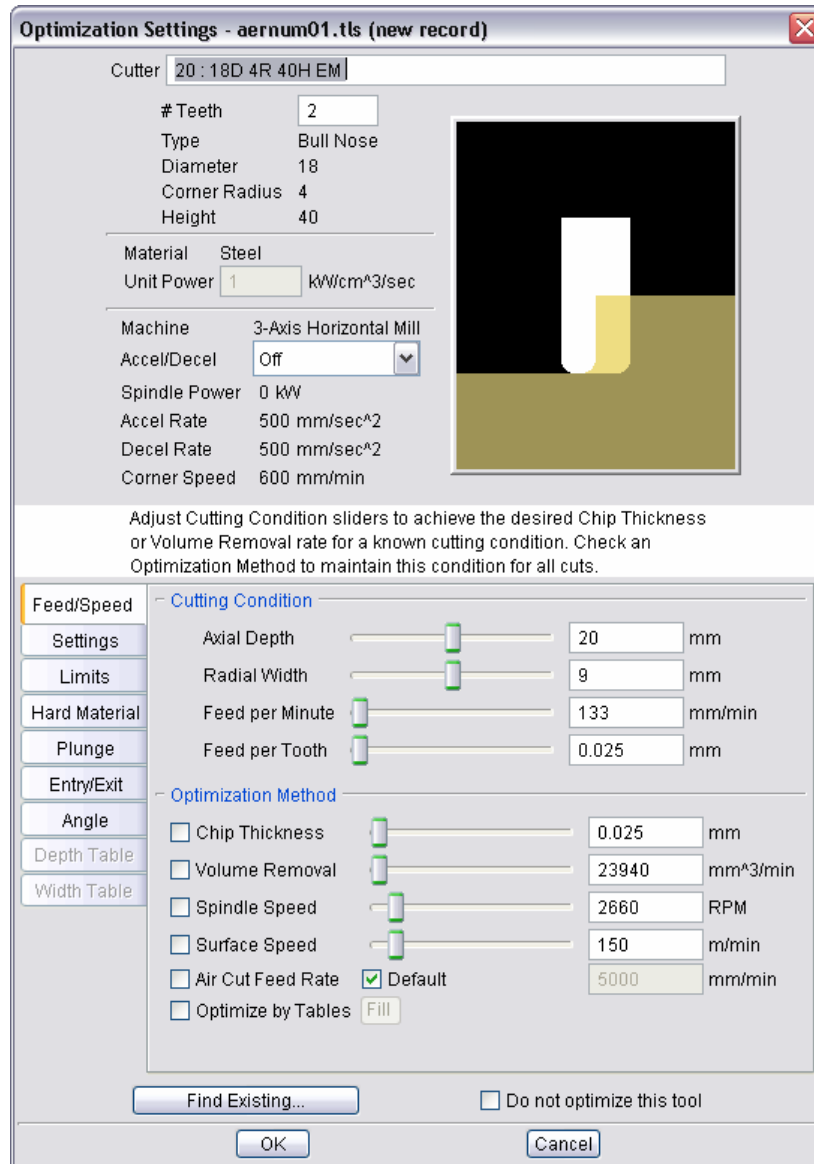 Optimization Settings - aernum01.tls (new record)
Cutter 20 : 18D 4R 40H EM
# Teeth 2
Type Bull Nose
Diameter 18
Corner Radius 4
Height 40
Material Steel
Unit Power 1 kW/cm^3/sec
Machine 3-Axis Horizontal Mill
Accel/Decel Off
Spindle Power 0 kW
Accel Rate 500 mm/sec^2
Decel Rate 500 mm/sec^2
Corner Speed 600 mm/min
Adjust Cutting Condition sliders to achieve the desired Chip Thickness
or Volume Removal rate for a known cutting condition. Check an
Optimization Method to maintain this condition for all cuts.
Feed/Speed
Settings
Limits
Hard Material
Plunge
Entry/Exit
Angle
Depth Table
Width Table
Cutting Condition
Axial Depth 20 mm
Radial Width 9 mm
Feed per Minute 133 mm/min
Feed per Tooth 0.025 mm
Optimization Method
Chip Thickness 0.025 mm
Volume Removal 23940 mm^3/min
Spindle Speed 2660 RPM
Surface Speed 150 m/min
Air Cut Feed Rate Default 5000 mm/min
Optimize by Tables Fill
Find Existing... Do not optimize this tool
OK Cancel